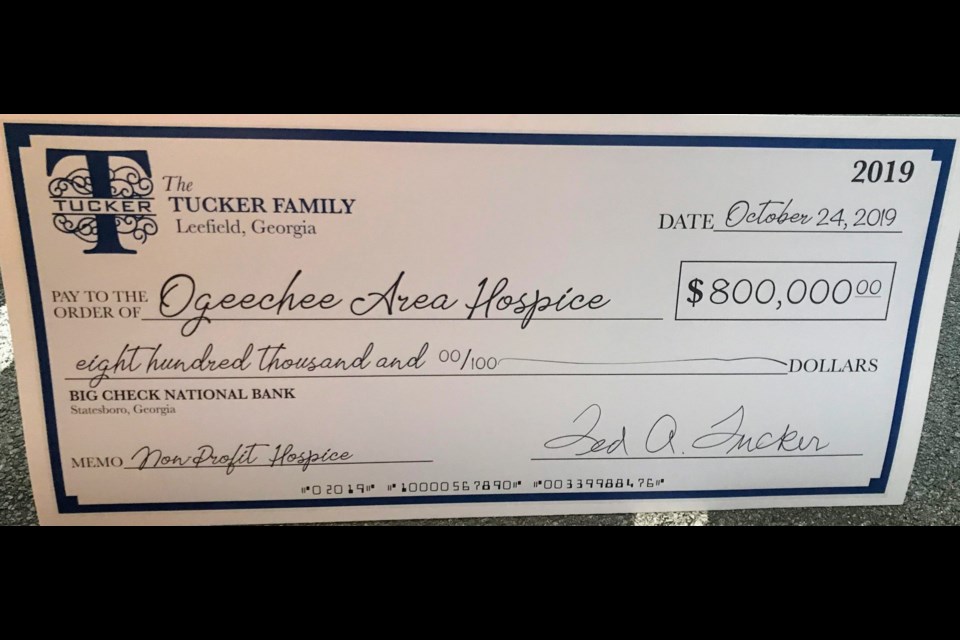 2019
TUCKER
The
TUCKER FAMILY
Leefield, Georgia
DATE October 24, 2019
PAY TO THE ORDER OF Ogeechee Area Hospice
$800,000 00
eight hundred thousand and 00/100 DOLLARS
BIG CHECK NATIONAL BANK
Statesboro, Georgia
MEMO Non-Profit Hospice
Ted A. Tucker
⑈02019⑈ ⑈10000567890⑈ ⑈00339988476⑈